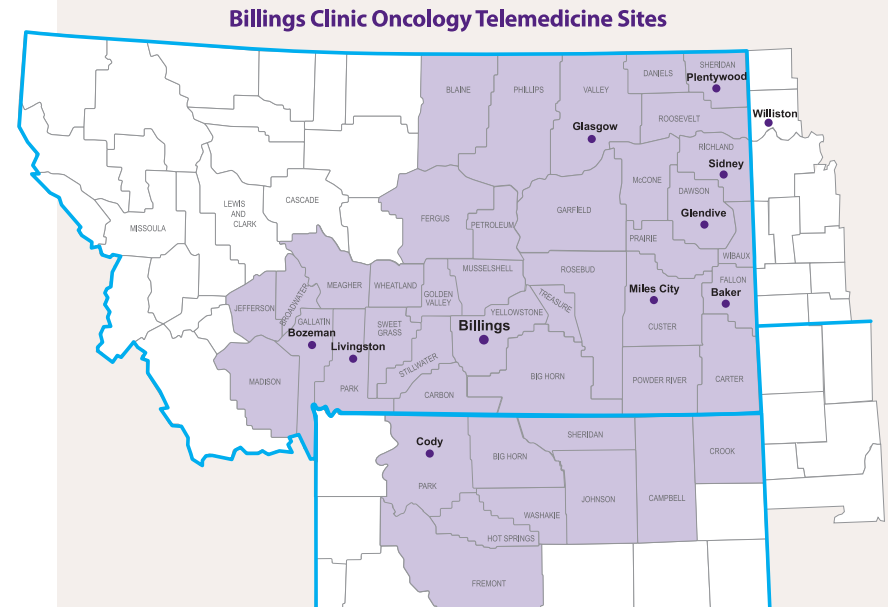 Billings Clinic Oncology Telemedicine Sites
SHERIDAN
Plentywood
DANIELS
BLAINE
PHILLIPS
VALLEY
Williston
ROOSEVELT
Glasgow
RICHLAND
Sidney
McCONE
DAWSON
LEWIS
AND
CLARK
CASCADE
MISSOULA
FERGUS
PETROLEUM
GARFIELD
Glendive
PRAIRIE
WIBAUX
MUSSELSHELL
ROSEBUD
FALLON
MEAGHER
WHEATLAND
GOLDEN
VALLEY
TREASURE
Miles City
Baker
JEFFERSON
BROADWATER
GALLATIN
Bozeman
SWEET
GRASS
YELLOWSTONE
Billings
CUSTER
Livingston
STILLWATER
MADISON
PARK
CARBON
BIG HORN
POWDER RIVER
CARTER
SHERIDAN
Cody
BIG HORN
CROOK
PARK
JOHNSON
CAMPBELL
WASHAKIE
HOT SPRINGS
FREMONT